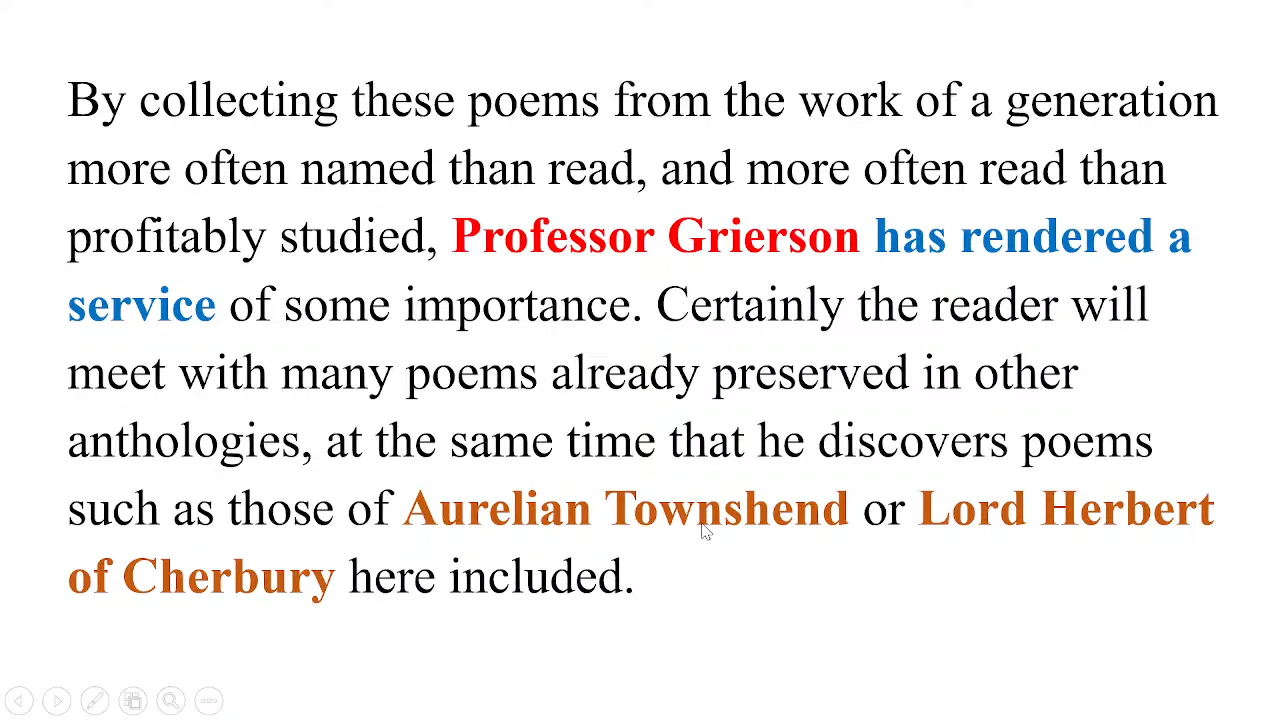 By collecting these poems from the work of a generation
more often named than read, and more often read than
profitably studied, Professor Grierson has rendered a
service of some importance. Certainly the reader will
meet with many poems already preserved in other
anthologies, at the same time that he discovers poems
such as those of Aurelian Townshend or Lord Herbert
of Cherbury here included.